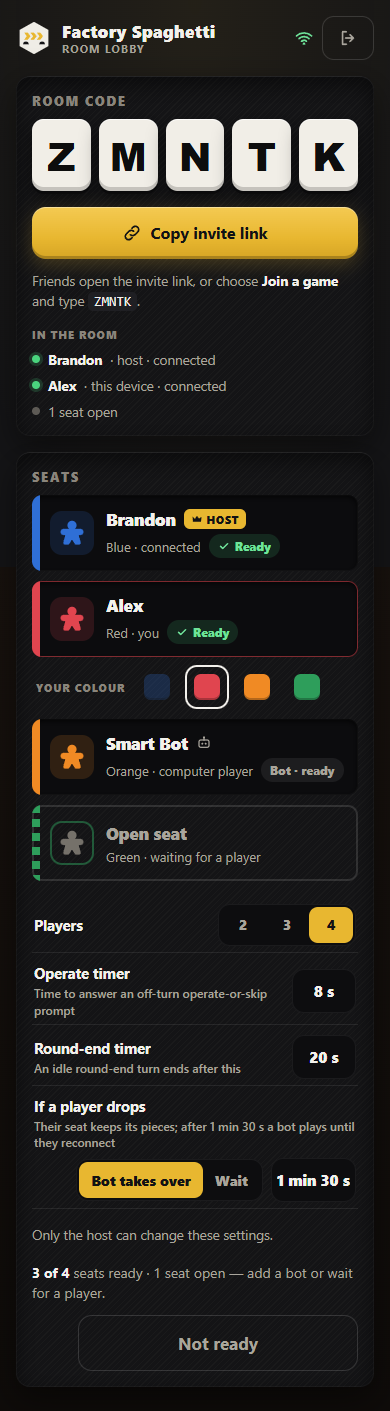 Factory Spaghetti
ROOM LOBBY
ROOM CODE
Z M N T K
Copy invite link
Friends open the invite link, or choose Join a game
and type ZMNTK.
IN THE ROOM
Brandon · host · connected
Alex · this device · connected
1 seat open
SEATS
Brandon HOST
Blue · connected Ready
Alex
Red · you Ready
YOUR COLOUR
Smart Bot
Orange · computer player Bot · ready
Open seat
Green · waiting for a player
Players 2 3 4
Operate timer
Time to answer an off-turn operate-or-skip
prompt
8 s
Round-end timer
An idle round-end turn ends after this
20 s
If a player drops
Their seat keeps its pieces; after 1 min 30 s a bot plays until
they reconnect
Bot takes over Wait 1 min 30 s
Only the host can change these settings.
3 of 4 seats ready · 1 seat open — add a bot or wait
for a player.
Not ready